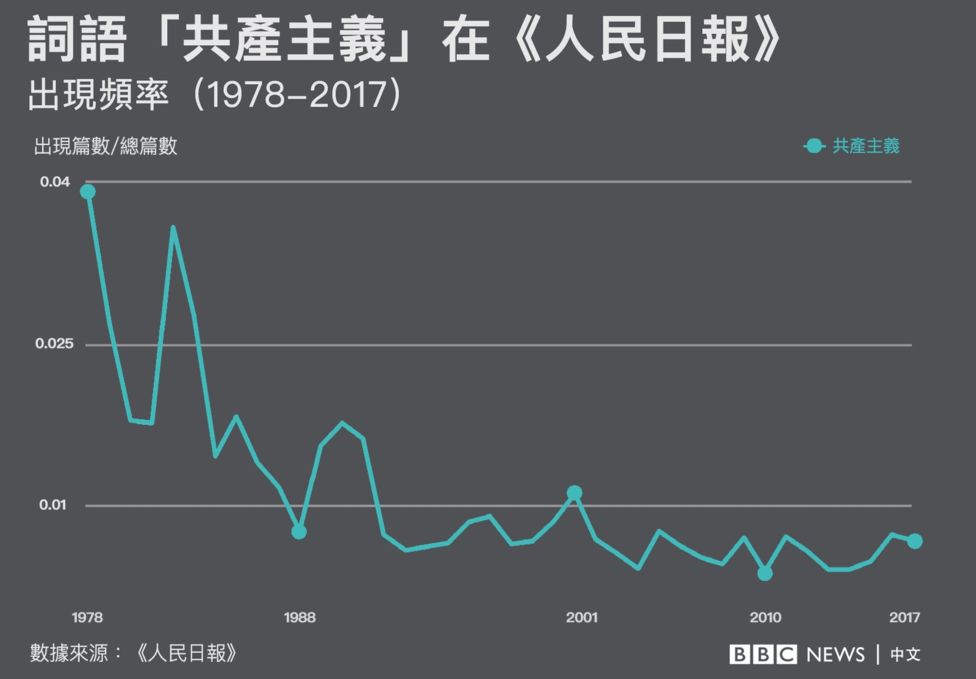 詞語「共產主義」在《人民日報》
出現頻率（1978–2017）
出現篇數/總篇數
共產主義
0.04
0.025
0.01
1978 1988 2001 2010 2017
數據來源：《人民日報》
BBC NEWS | 中文